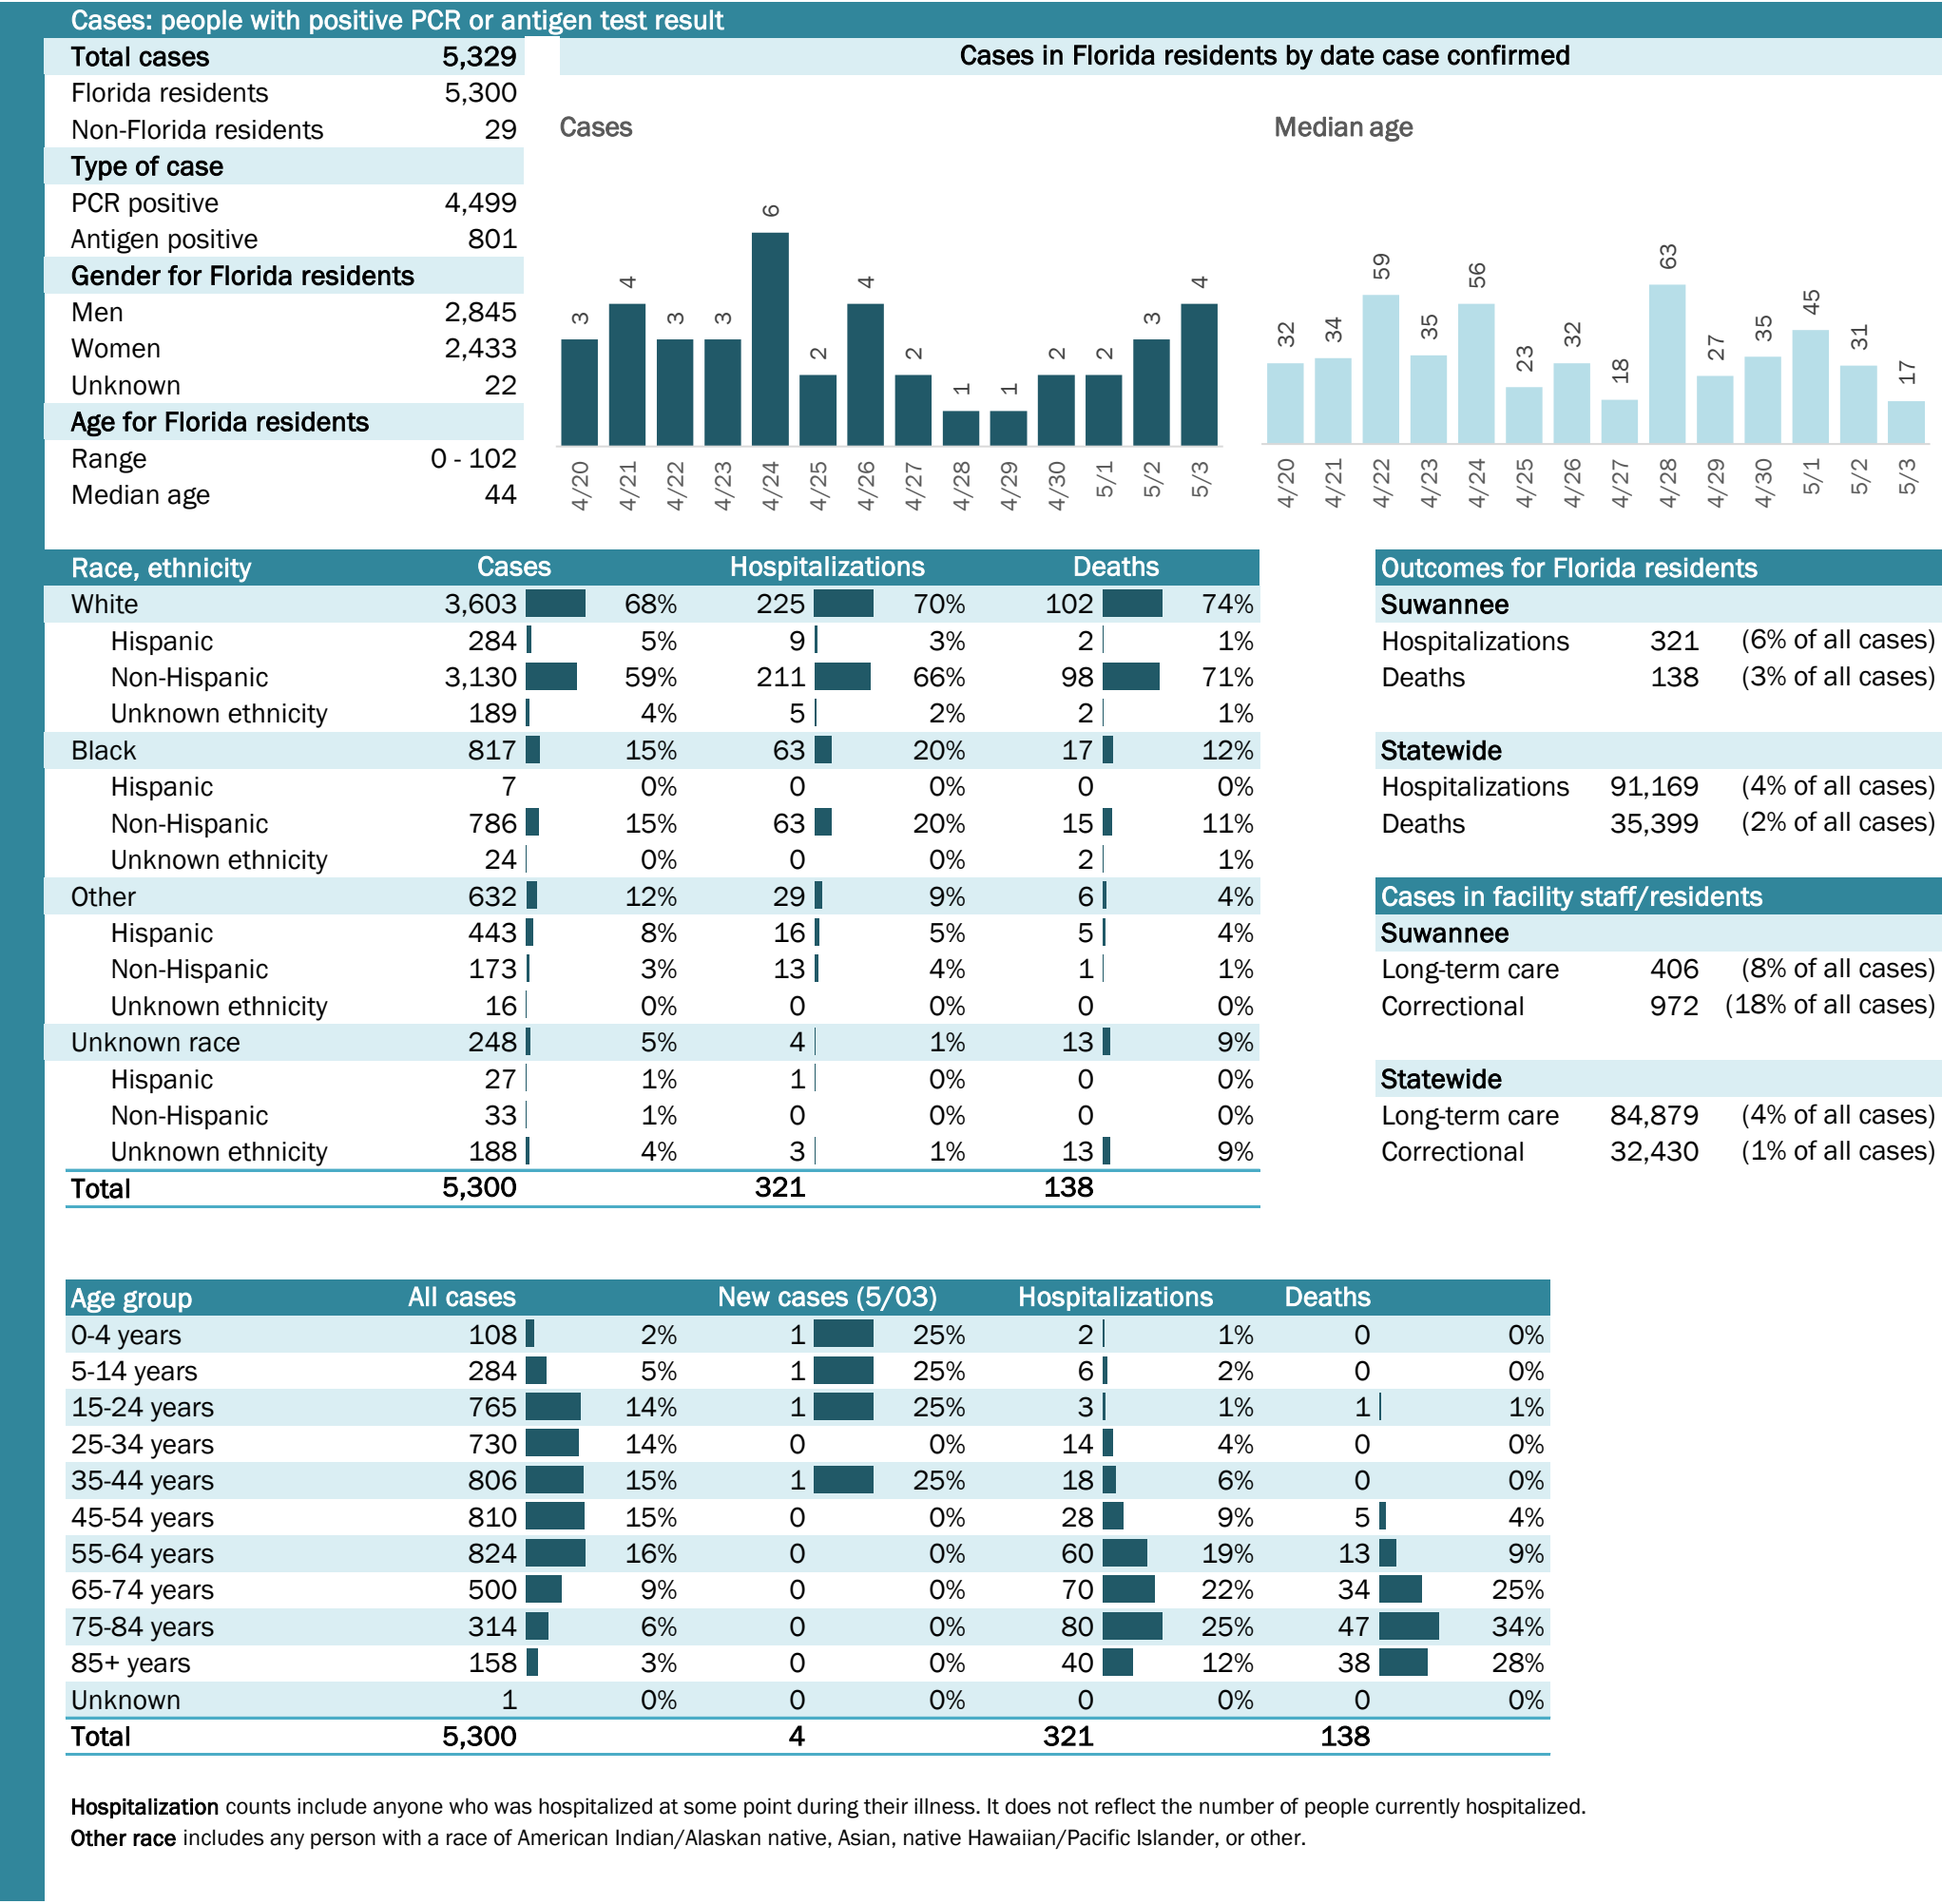 Cases: people with positive PCR or antigen test result
Total cases 5,329
Florida residents 5,300
Non-Florida residents 29
Type of case
PCR positive 4,499
Antigen positive 801
Gender for Florida residents
Men 2,845
Women 2,433
Unknown 22
Age for Florida residents
Range 0 - 102
Median age 44
Cases in Florida residents by date case confirmed
Cases
3 4 3 3 6 2 4 2 1 1 2 2 3 4
4/20 4/21 4/22 4/23 4/24 4/25 4/26 4/27 4/28 4/29 4/30 5/1 5/2 5/3
Median age
32 34 59 35 56 23 32 18 63 27 35 45 31 17
4/20 4/21 4/22 4/23 4/24 4/25 4/26 4/27 4/28 4/29 4/30 5/1 5/2 5/3
Race, ethnicity Cases Hospitalizations Deaths
White 3,603 68% 225 70% 102 74%
Hispanic 284 5% 9 3% 2 1%
Non-Hispanic 3,130 59% 211 66% 98 71%
Unknown ethnicity 189 4% 5 2% 2 1%
Black 817 15% 63 20% 17 12%
Hispanic 7 0% 0 0% 0 0%
Non-Hispanic 786 15% 63 20% 15 11%
Unknown ethnicity 24 0% 0 0% 2 1%
Other 632 12% 29 9% 6 4%
Hispanic 443 8% 16 5% 5 4%
Non-Hispanic 173 3% 13 4% 1 1%
Unknown ethnicity 16 0% 0 0% 0 0%
Unknown race 248 5% 4 1% 13 9%
Hispanic 27 1% 1 0% 0 0%
Non-Hispanic 33 1% 0 0% 0 0%
Unknown ethnicity 188 4% 3 1% 13 9%
Total 5,300 321 138
Outcomes for Florida residents
Suwannee
Hospitalizations 321 (6% of all cases)
Deaths 138 (3% of all cases)
Statewide
Hospitalizations 91,169 (4% of all cases)
Deaths 35,399 (2% of all cases)
Cases in facility staff/residents
Suwannee
Long-term care 406 (8% of all cases)
Correctional 972 (18% of all cases)
Statewide
Long-term care 84,879 (4% of all cases)
Correctional 32,430 (1% of all cases)
Age group All cases New cases (5/03) Hospitalizations Deaths
0-4 years 108 2% 1 25% 2 1% 0 0%
5-14 years 284 5% 1 25% 6 2% 0 0%
15-24 years 765 14% 1 25% 3 1% 1 1%
25-34 years 730 14% 0 0% 14 4% 0 0%
35-44 years 806 15% 1 25% 18 6% 0 0%
45-54 years 810 15% 0 0% 28 9% 5 4%
55-64 years 824 16% 0 0% 60 19% 13 9%
65-74 years 500 9% 0 0% 70 22% 34 25%
75-84 years 314 6% 0 0% 80 25% 47 34%
85+ years 158 3% 0 0% 40 12% 38 28%
Unknown 1 0% 0 0% 0 0% 0 0%
Total 5,300 4 321 138
Hospitalization counts include anyone who was hospitalized at some point during their illness. It does not reflect the number of people currently hospitalized.
Other race includes any person with a race of American Indian/Alaskan native, Asian, native Hawaiian/Pacific Islander, or other.